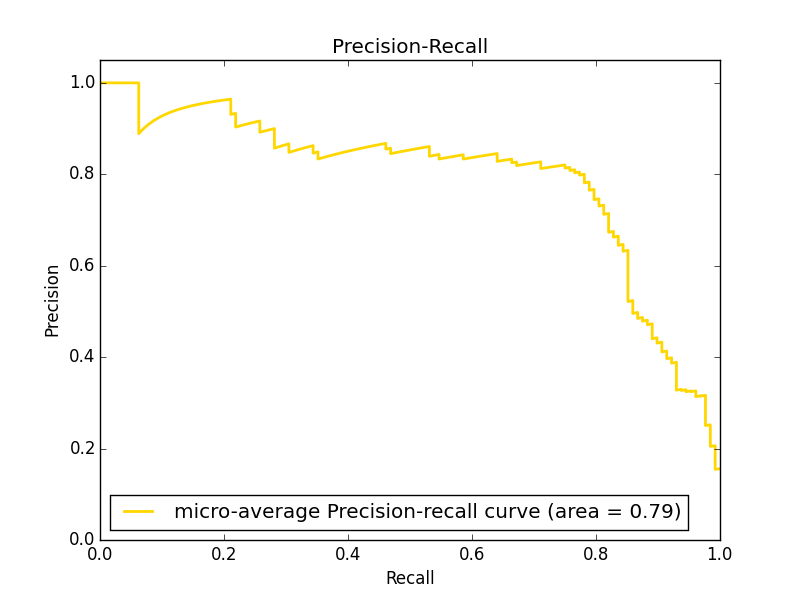 Precision-Recall
1.0
0.8
0.6
0.4
0.2
0.0
Precision
micro-average Precision-recall curve (area = 0.79)
0.0 0.2 0.4 0.6 0.8 1.0
Recall